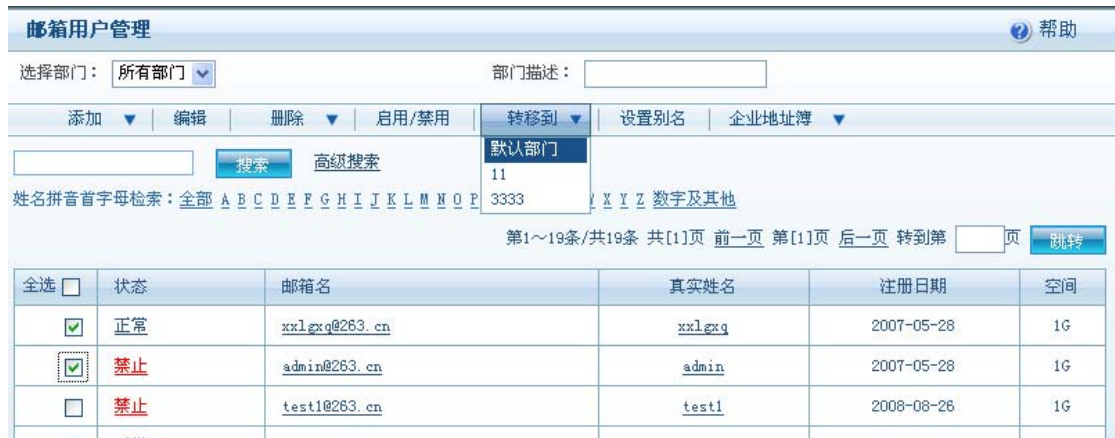 邮箱用户管理 帮助
选择部门： 所有部门 部门描述：
添加 编辑 删除 启用/禁用 转移到 设置别名 企业地址簿
默认部门
11
3333
搜索 高级搜索
姓名拼音首字母检索：全部 A B C D E F G H I J K L M N O P X Y Z 数字及其他
第1～19条/共19条 共[1]页 前一页 第[1]页 后一页 转到第 页 跳转
全选 状态 邮箱名 真实姓名 注册日期 空间
正常 xxlgxq@263.cn xxlgxq 2007-05-28 1G
禁止 admin@263.cn admin 2007-05-28 1G
禁止 test1@263.cn test1 2008-08-26 1G